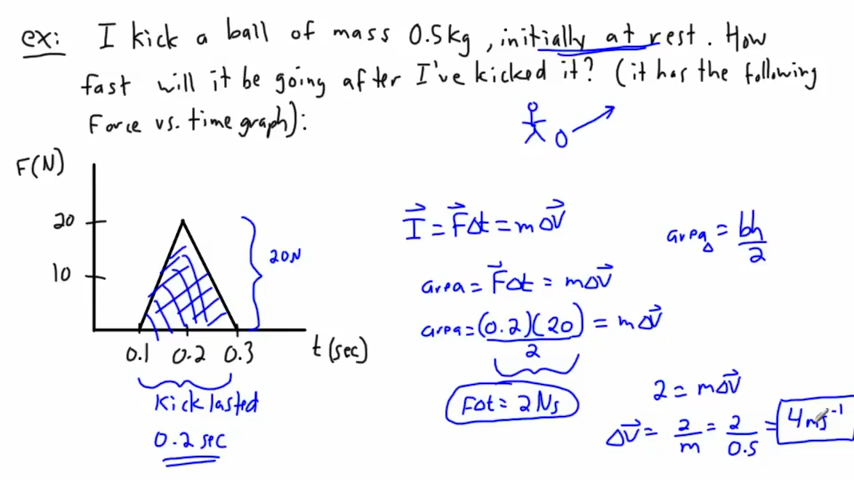 ex: I kick a ball of mass 0.5kg, initially at rest. How
fast will it be going after I've kicked it? (it has the following
Force vs. time graph):
F(N)
20
10
0.1 0.2 0.3 t(sec)
20N
Kick lasted
0.2 sec
I = FΔt = mΔV
area = FΔt = mΔV
area = (0.2)(20)/2 = mΔV
FΔt = 2Ns
areaΔ = bh/2
2 = mΔV
ΔV = 2/m = 2/0.5 = 4ms⁻¹